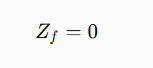 Z_f = 0